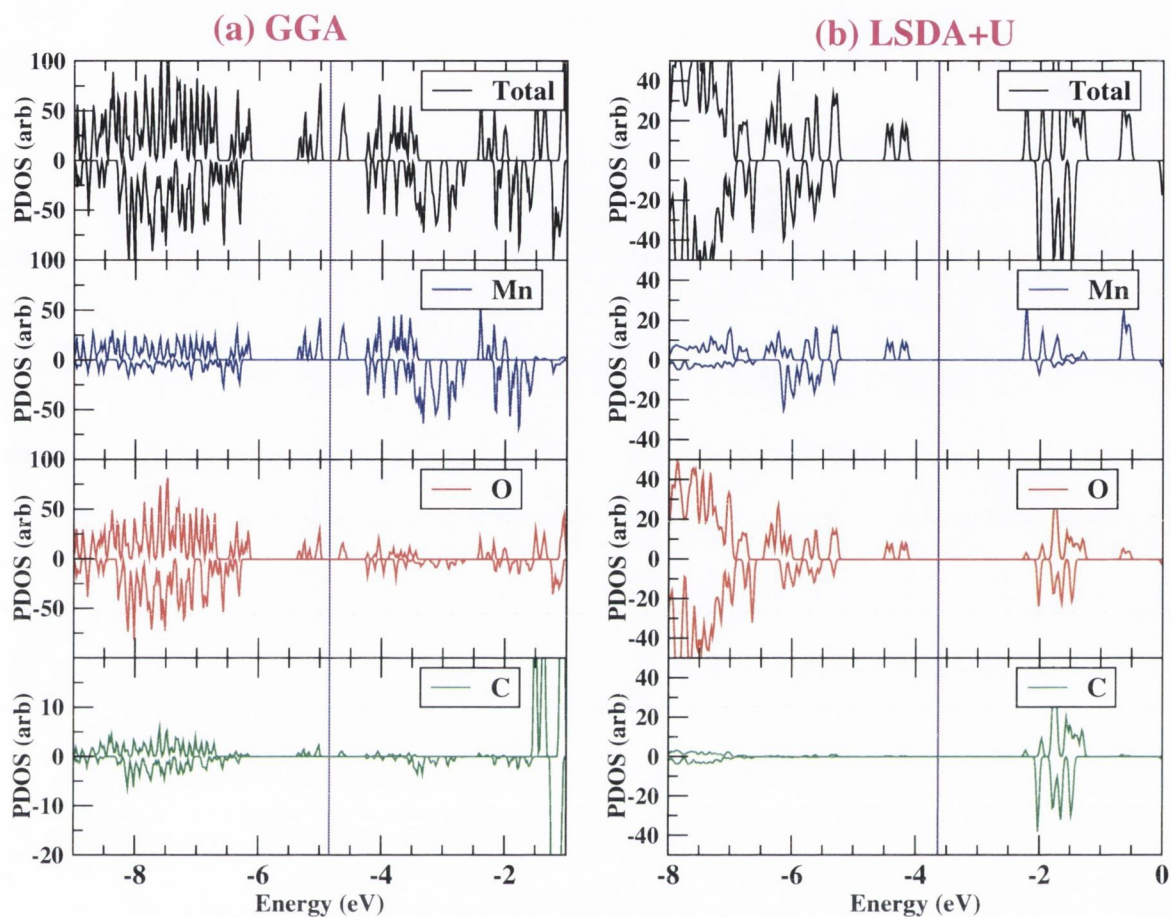 (a) GGA
(b) LSDA+U
100
50
0
-50
PDOS (arb)
Total
40
20
0
-20
-40
PDOS (arb)
Total
100
50
0
-50
PDOS (arb)
Mn
40
20
0
-20
-40
PDOS (arb)
Mn
100
50
0
-50
PDOS (arb)
O
40
20
0
-20
-40
PDOS (arb)
O
10
0
-10
-20
PDOS (arb)
C
40
20
0
-20
-40
PDOS (arb)
C
-8 -6 -4 -2
Energy (eV)
-8 -6 -4 -2 0
Energy (eV)